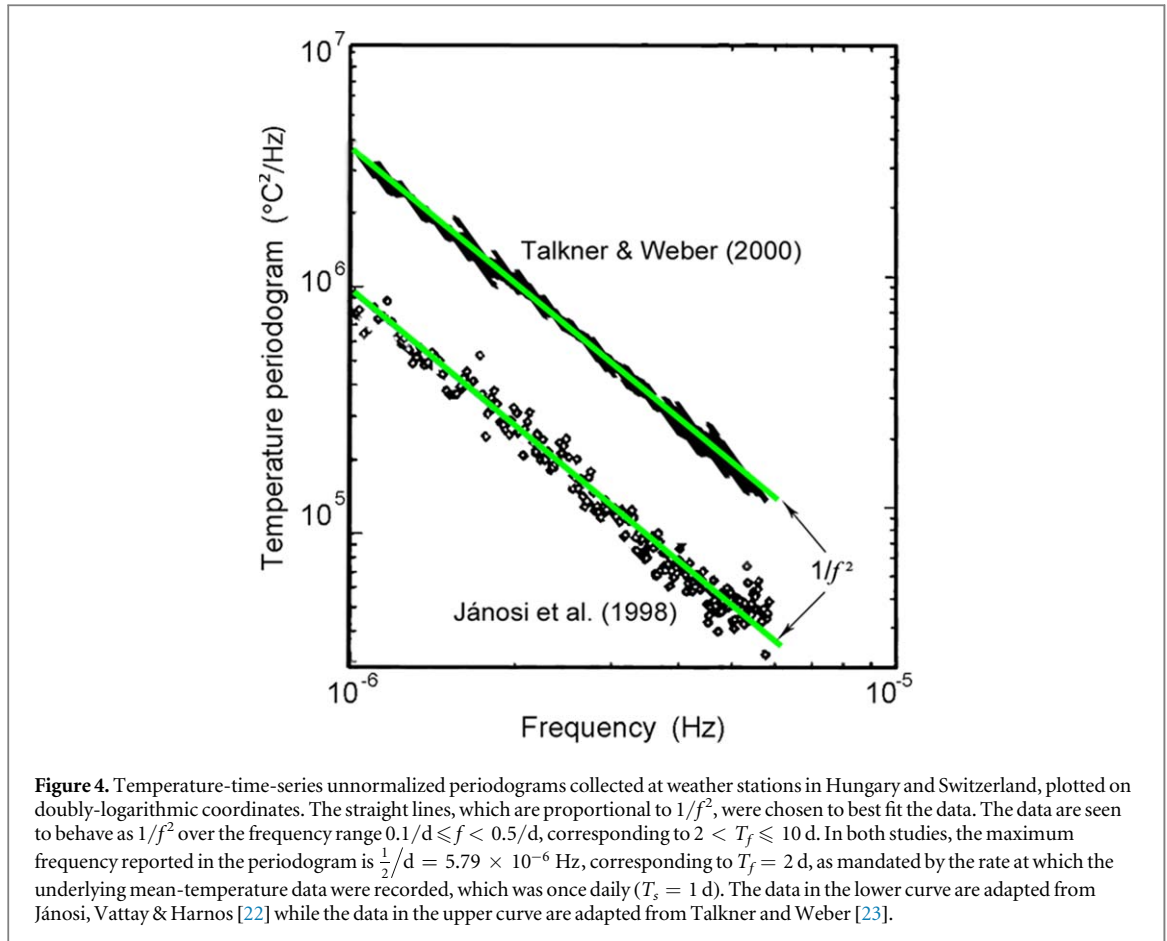 10⁷
Temperature periodogram (°C²/Hz)
Talkner & Weber (2000)
10⁶
10⁵
1/f²
Jánosi et al. (1998)
10⁻⁶
10⁻⁵
Frequency (Hz)
Figure 4. Temperature-time-series unnormalized periodograms collected at weather stations in Hungary and Switzerland, plotted on
doubly-logarithmic coordinates. The straight lines, which are proportional to 1/f², were chosen to best fit the data. The data are seen
to behave as 1/f² over the frequency range 0.1/d ⩽ f < 0.5/d, corresponding to 2 < T_f ⩽ 10 d. In both studies, the maximum
frequency reported in the periodogram is ½/d = 5.79 × 10⁻⁶ Hz, corresponding to T_f = 2 d, as mandated by the rate at which the
underlying mean-temperature data were recorded, which was once daily (T_s = 1 d). The data in the lower curve are adapted from
Jánosi, Vattay & Harnos [22] while the data in the upper curve are adapted from Talkner and Weber [23].